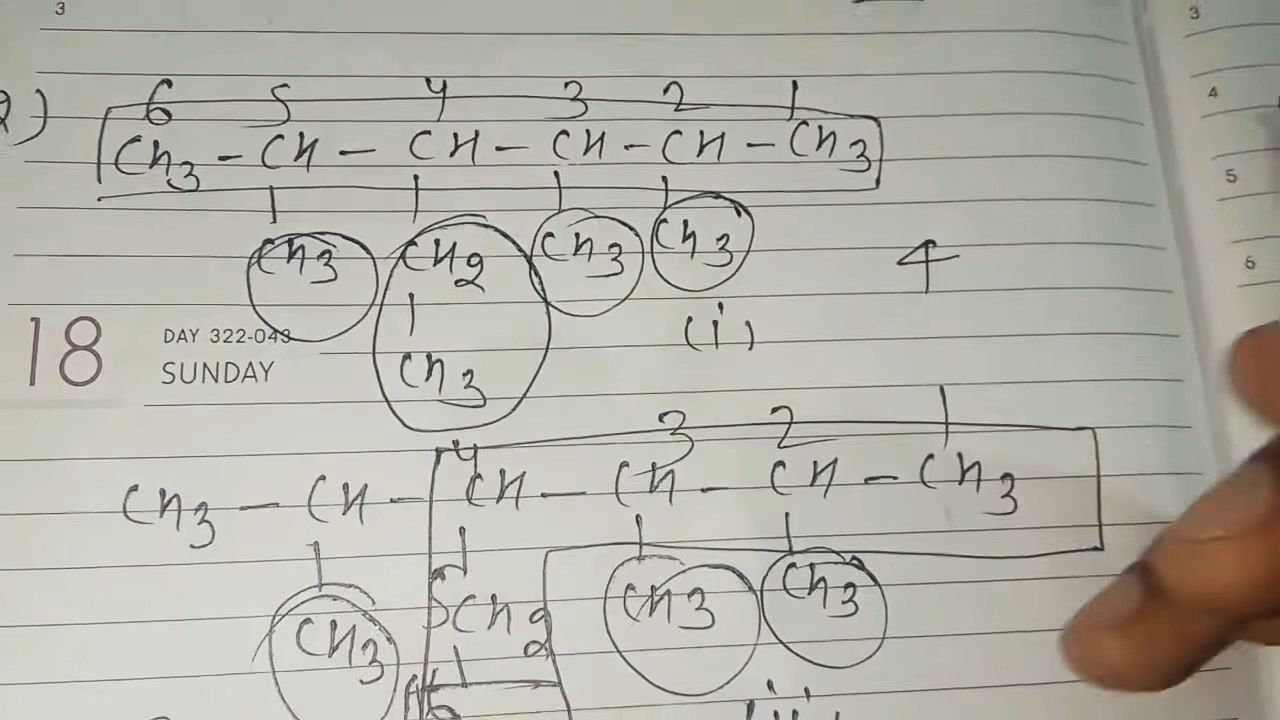 3
3
2)
6 5 4 3 2 1
CH3 - CH - CH - CH - CH - CH3
4
5
CH3 CH2 CH3 CH3
4
6
CH3
(i)
18 DAY 322-043
SUNDAY
4 3 2 1
CH3 - CH - CH - CH - CH - CH3
CH3 5CH2 CH3 CH3
6